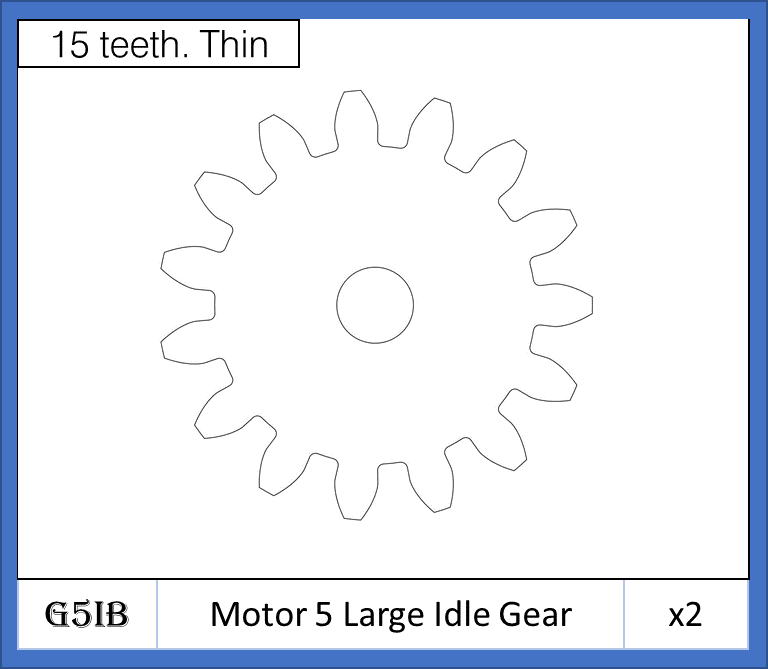 15 teeth. Thin
G5IB
Motor 5 Large Idle Gear
x2